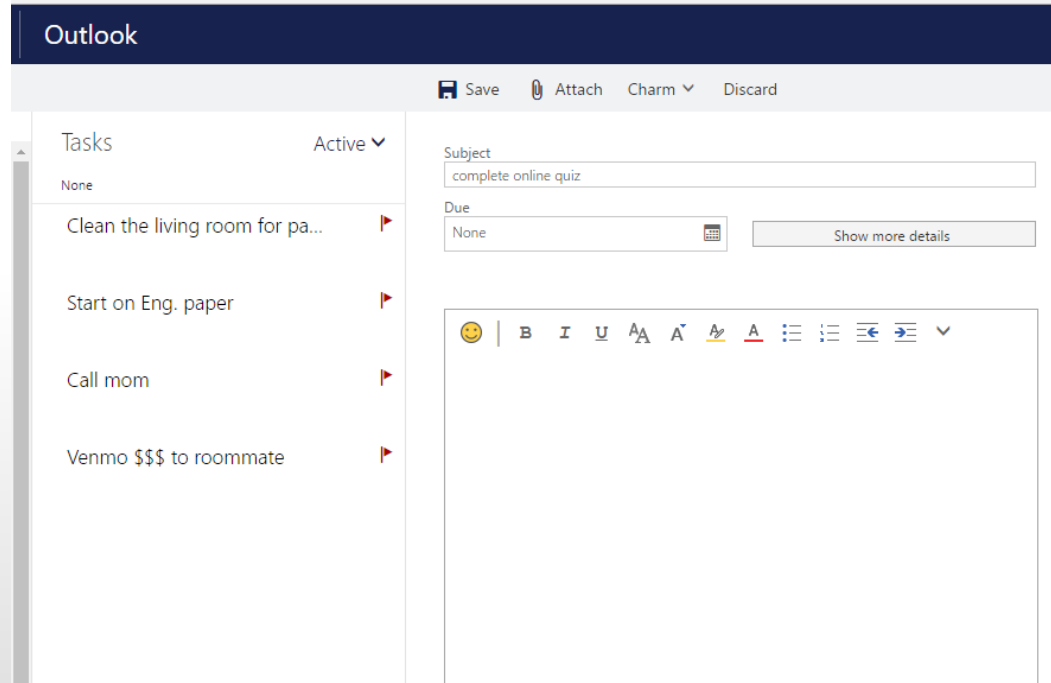 Outlook
Save Attach Charm Discard
Tasks Active
None
Clean the living room for pa...
Start on Eng. paper
Call mom
Venmo $$$ to roommate
Subject
complete online quiz
Due
None
Show more details
B I U AA A A A